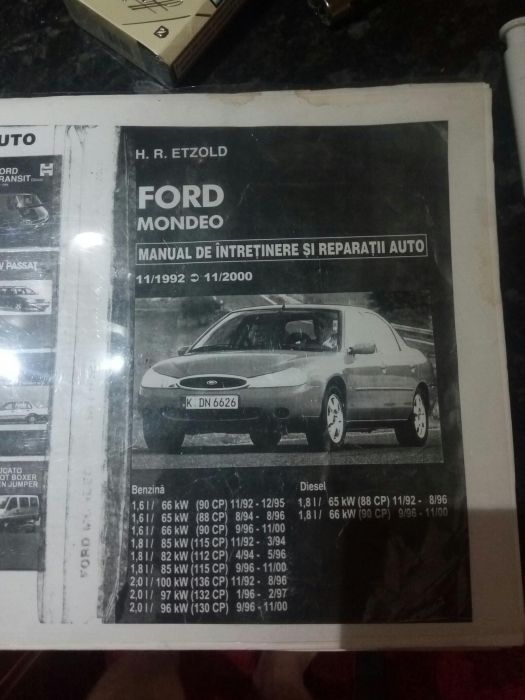 UTO
ORD
TRANSIT
W PASSAT
UCATO
OT BOXER
EN JUMPER
H. R. ETZOLD
FORD
MONDEO
MANUAL DE ÎNTREȚINERE ȘI REPARAȚII AUTO
11/1992 ➲ 11/2000
K DN 6626
Benzină
1,6 l / 66 kW (90 CP) 11/92 - 12/95
1,6 l / 65 kW (88 CP) 8/94 - 8/96
1,6 l / 66 kW (90 CP) 9/96 - 11/00
1,8 l / 85 kW (115 CP) 11/92 - 3/94
1,8 l / 82 kW (112 CP) 4/94 - 5/96
1,8 l / 85 kW (115 CP) 9/96 - 11/00
2,0 l / 100 kW (136 CP) 11/92 - 8/96
2,0 l / 97 kW (132 CP) 1/96 - 2/97
2,0 l / 96 kW (130 CP) 9/96 - 11/00
Diesel
1,8 l / 65 kW (88 CP) 11/92 - 8/96
1,8 l / 66 kW (90 CP) 9/96 - 11/00
FORD